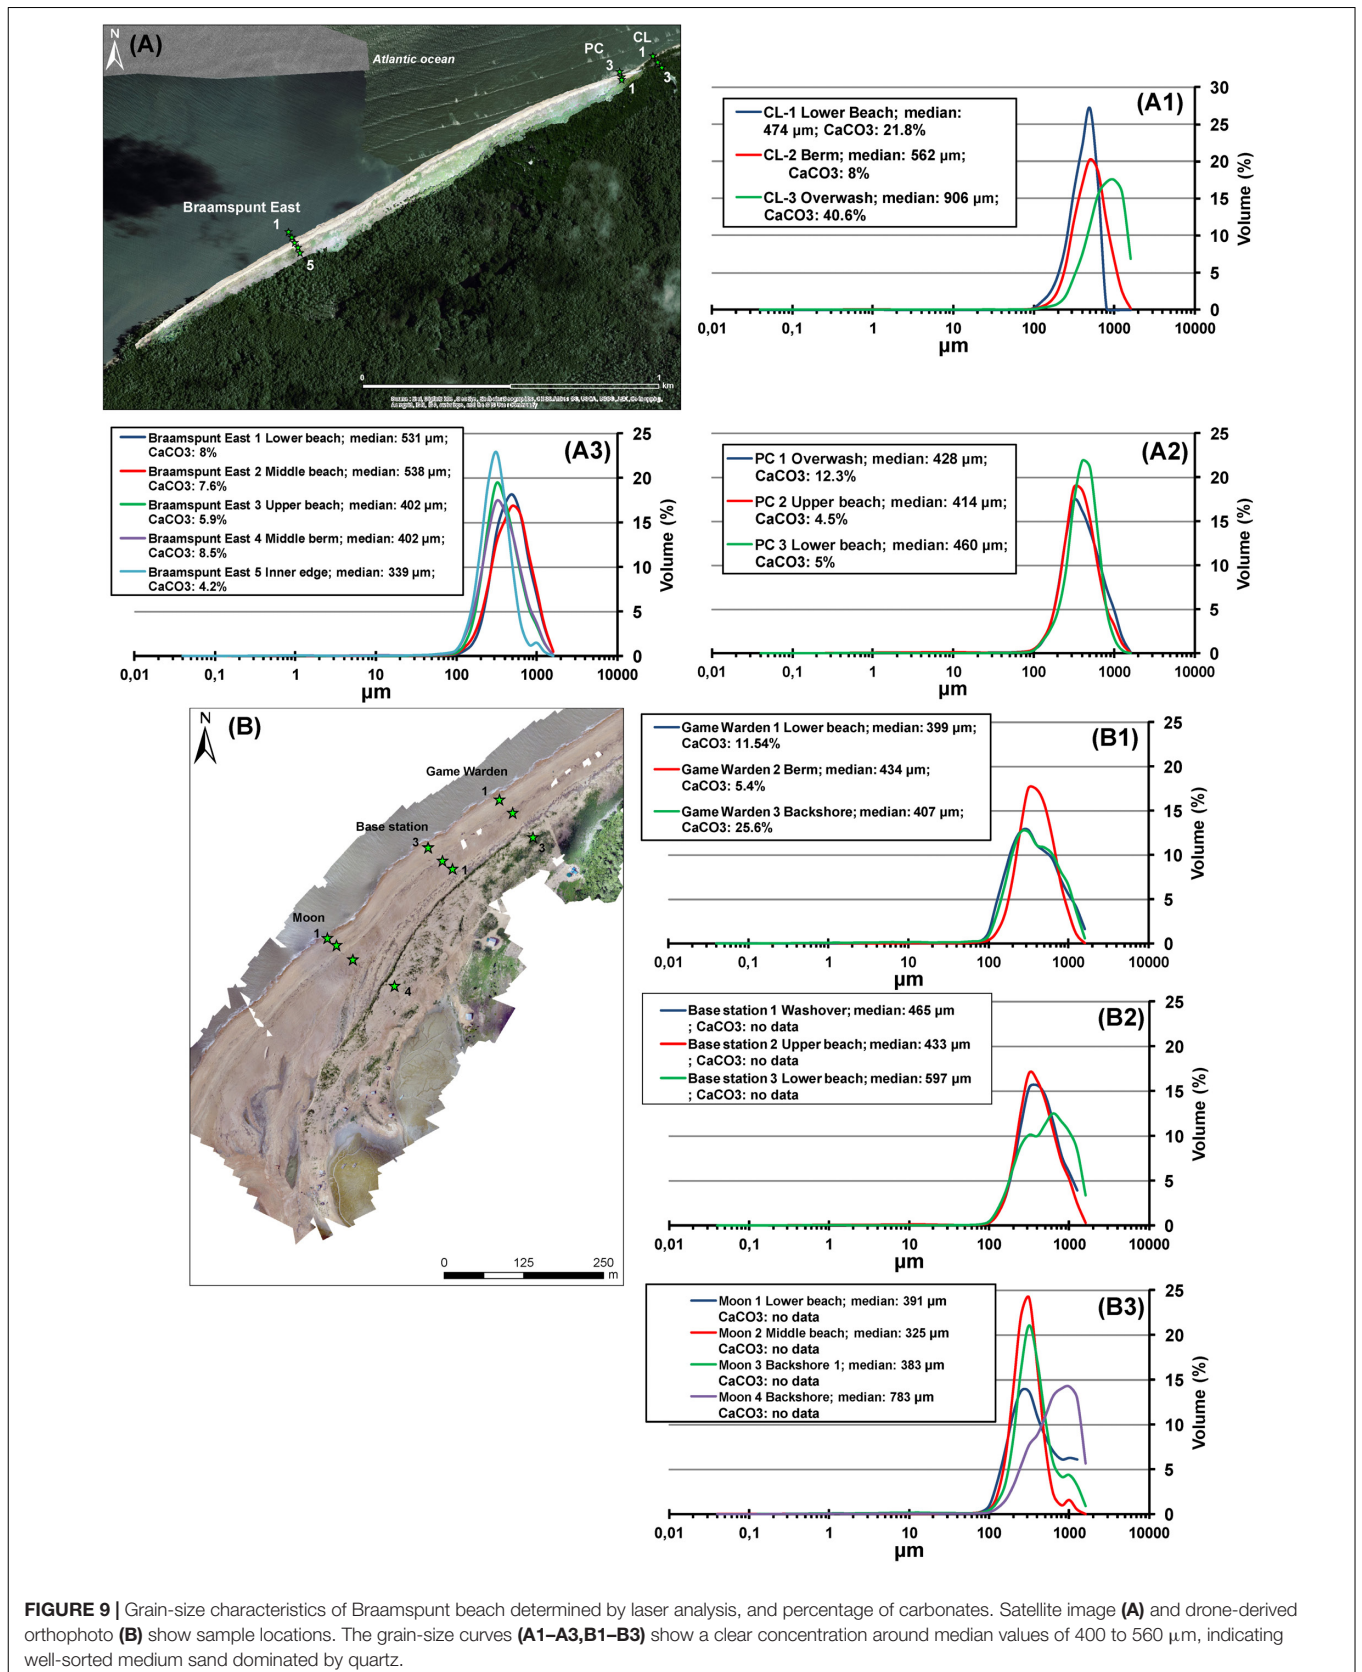 N
(A)
Atlantic ocean
PC
3
1
CL
1
3
Braamspunt East
1
5
0
1
km
(A1)
CL-1 Lower Beach; median:
474 µm; CaCO3: 21.8%
CL-2 Berm; median: 562 µm;
CaCO3: 8%
CL-3 Overwash; median: 906 µm;
CaCO3: 40.6%
30
25
20
15
10
5
0
Volume (%)
0,01 0,1 1 10 100 1000 10000
µm
(A3)
Braamspunt East 1 Lower beach; median: 531 µm;
CaCO3: 8%
Braamspunt East 2 Middle beach; median: 538 µm;
CaCO3: 7.6%
Braamspunt East 3 Upper beach; median: 402 µm;
CaCO3: 5.9%
Braamspunt East 4 Middle berm; median: 402 µm;
CaCO3: 8.5%
Braamspunt East 5 Inner edge; median: 339 µm;
CaCO3: 4.2%
25
20
15
10
5
0
Volume (%)
0,01 0,1 1 10 100 1000 10000
µm
(A2)
PC 1 Overwash; median: 428 µm;
CaCO3: 12.3%
PC 2 Upper beach; median: 414 µm;
CaCO3: 4.5%
PC 3 Lower beach; median: 460 µm;
CaCO3: 5%
25
20
15
10
5
0
Volume (%)
0,01 0,1 1 10 100 1000 10000
µm
N
(B)
Game Warden
1
3
Base station
3
1
Moon
1
4
0 125 250
m
(B1)
Game Warden 1 Lower beach; median: 399 µm;
CaCO3: 11.54%
Game Warden 2 Berm; median: 434 µm;
CaCO3: 5.4%
Game Warden 3 Backshore; median: 407 µm;
CaCO3: 25.6%
25
20
15
10
5
0
Volume (%)
0,01 0,1 1 10 100 1000 10000
µm
(B2)
Base station 1 Washover; median: 465 µm
; CaCO3: no data
Base station 2 Upper beach; median: 433 µm
; CaCO3: no data
Base station 3 Lower beach; median: 597 µm
; CaCO3: no data
25
20
15
10
5
0
Volume (%)
0,01 0,1 1 10 100 1000 10000
µm
(B3)
Moon 1 Lower beach; median: 391 µm
CaCO3: no data
Moon 2 Middle beach; median: 325 µm
CaCO3: no data
Moon 3 Backshore 1; median: 383 µm
CaCO3: no data
Moon 4 Backshore; median: 783 µm
CaCO3: no data
25
20
15
10
5
0
Volume (%)
0,01 0,1 1 10 100 1000 10000
µm
FIGURE 9 | Grain-size characteristics of Braamspunt beach determined by laser analysis, and percentage of carbonates. Satellite image (A) and drone-derived
orthophoto (B) show sample locations. The grain-size curves (A1–A3,B1–B3) show a clear concentration around median values of 400 to 560 µm, indicating
well-sorted medium sand dominated by quartz.